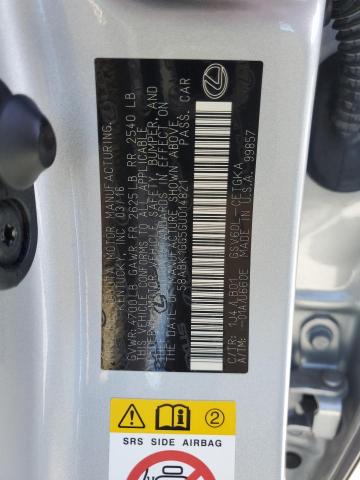 TOYOTA MOTOR MANUFACTURING,
KENTUCKY, INC. 03/16
GVWR 4700 LB GAWR FR 2625 LB RR 2540 LB
THIS VEHICLE CONFORMS TO ALL APPLICABLE
FEDERAL MOTOR VEHICLE SAFETY, BUMPER, AND
THEFT PREVENTION STANDARDS IN EFFECT ON
THE DATE OF MANUFACTURE SHOWN ABOVE.
58ABK1GG5GU014821 PASS. CAR
C/TR: 1J4/LB01 MADE IN
A/TM: -01A/U660E GSV60L-CETGKA
U.S.A. 99857
SRS SIDE AIRBAG